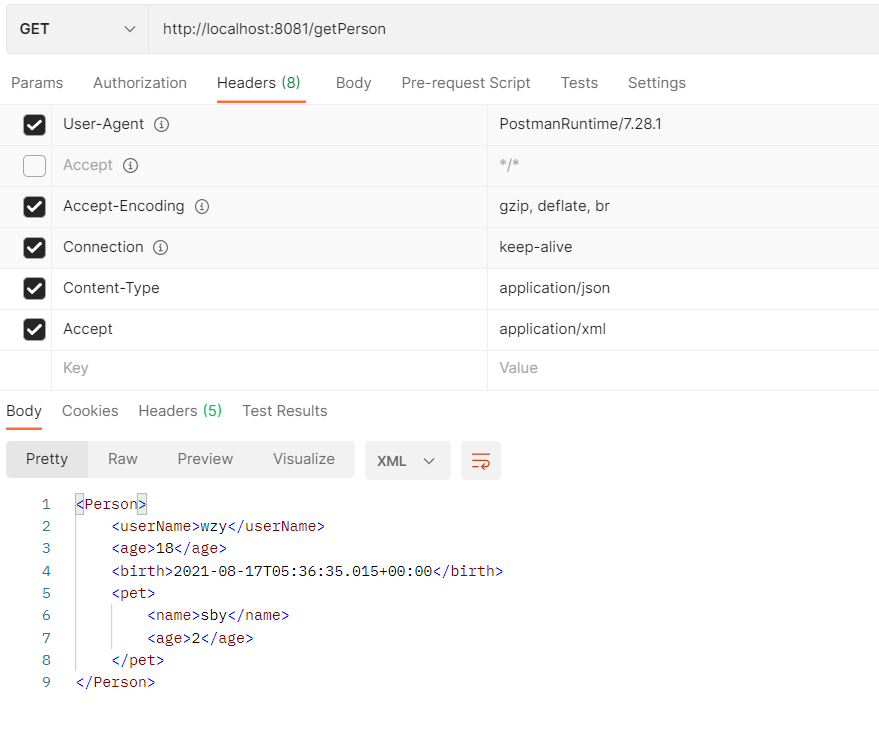 GET http://localhost:8081/getPerson
Params Authorization Headers (8) Body Pre-request Script Tests Settings
User-Agent PostmanRuntime/7.28.1
Accept */*
Accept-Encoding gzip, deflate, br
Connection keep-alive
Content-Type application/json
Accept application/xml
Key Value
Body Cookies Headers (5) Test Results
Pretty Raw Preview Visualize XML
1 <Person>
2 <userName>wzy</userName>
3 <age>18</age>
4 <birth>2021-08-17T05:36:35.015+00:00</birth>
5 <pet>
6 <name>sby</name>
7 <age>2</age>
8 </pet>
9 </Person>